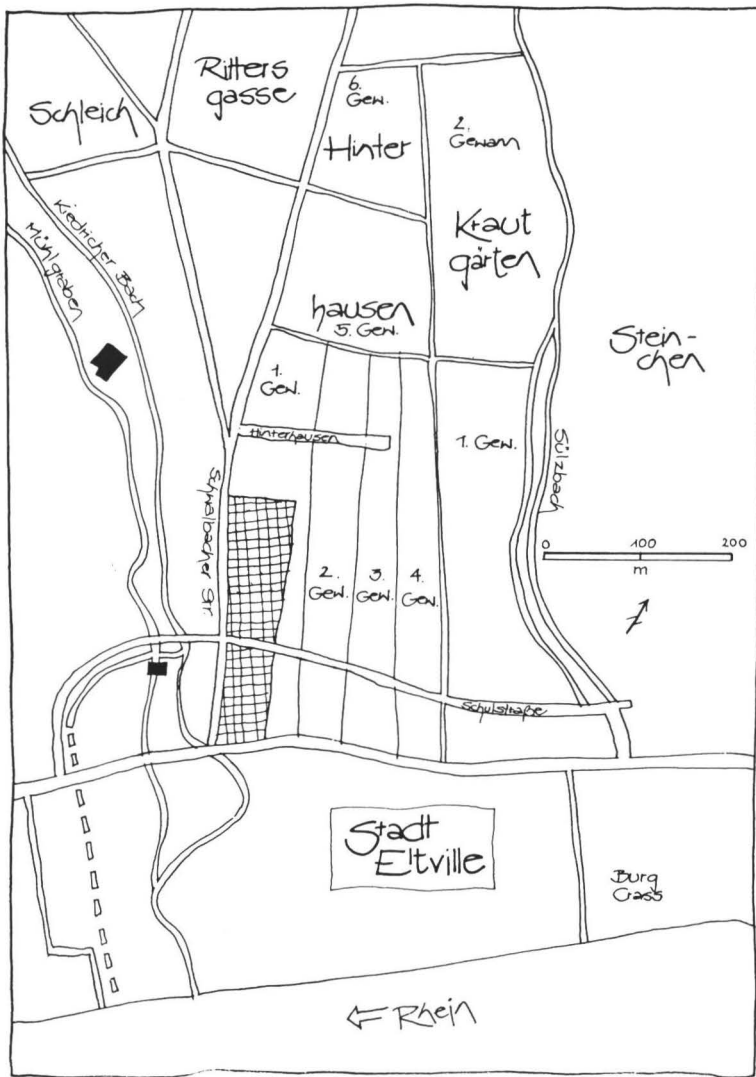 Ritters
gasse
Schleich
6.
Gew.
Hinter
2.
Gewann
Kraut
gärten
Kiedricher Bach
Mühlgraben
hausen
5. Gew.
Stein-
chen
1.
Gew.
Hinterhausen
1. Gew.
Sülzbach
Schwalbacher Str.
0 100 200
m
2.
Gew.
3.
Gew.
4.
Gew.
Schulstraße
Stadt
Eltville
Burg
Crass
Rhein